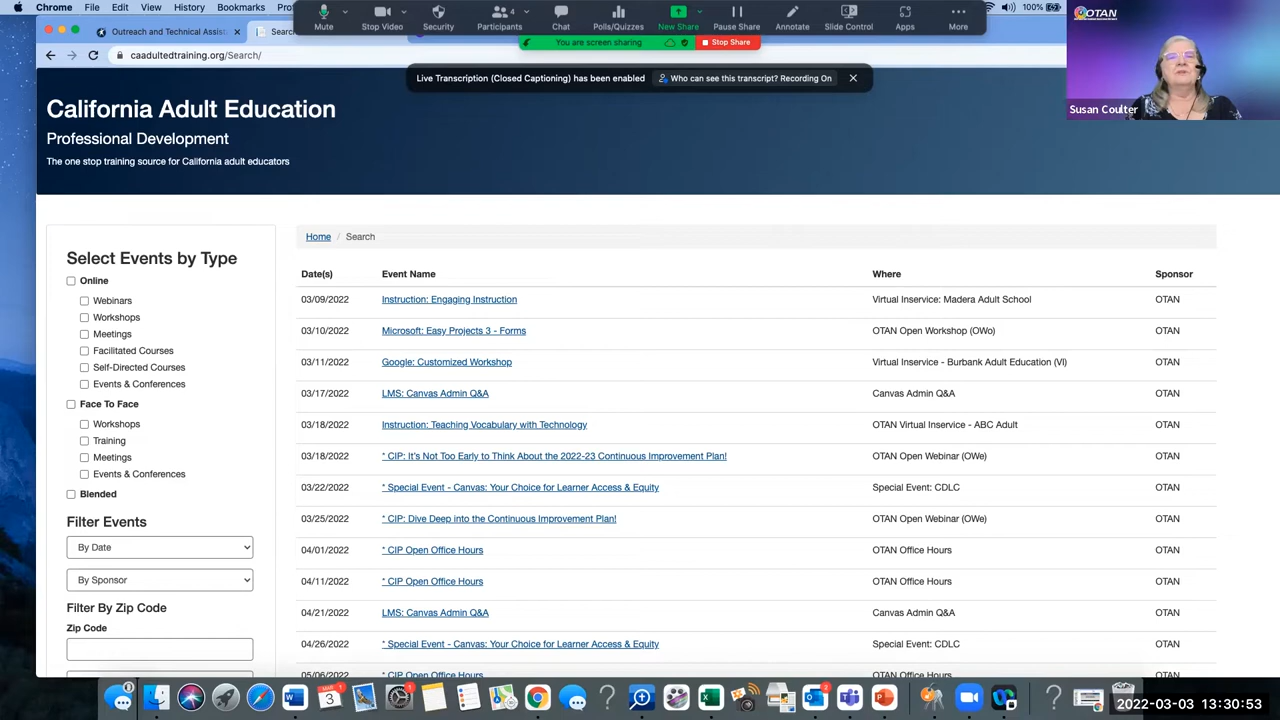 Chrome File Edit View History Bookmarks
100%
Mute Stop Video Security Participants 4 Chat Polls/Quizzes New Share Pause Share Annotate Slide Control Apps More
OTAN
Outreach and Technical Assist
You are screen sharing Stop Share
caadultedtraining.org/Search/
Live Transcription (Closed Captioning) has been enabled Who can see this transcript? Recording On
Susan Coulter
California Adult Education
Professional Development
The one stop training source for California adult educators
Home / Search
Select Events by Type
Online
Webinars
Workshops
Meetings
Facilitated Courses
Self-Directed Courses
Events & Conferences
Face To Face
Workshops
Training
Meetings
Events & Conferences
Blended
Filter Events
By Date
By Sponsor
Filter By Zip Code
Zip Code
Date(s) Event Name Where Sponsor
03/09/2022 Instruction: Engaging Instruction Virtual Inservice: Madera Adult School OTAN
03/10/2022 Microsoft: Easy Projects 3 - Forms OTAN Open Workshop (OWo) OTAN
03/11/2022 Google: Customized Workshop Virtual Inservice - Burbank Adult Education (VI) OTAN
03/17/2022 LMS: Canvas Admin Q&A Canvas Admin Q&A OTAN
03/18/2022 Instruction: Teaching Vocabulary with Technology OTAN Virtual Inservice - ABC Adult OTAN
03/18/2022 * CIP: It's Not Too Early to Think About the 2022-23 Continuous Improvement Plan! OTAN Open Webinar (OWe) OTAN
03/22/2022 * Special Event - Canvas: Your Choice for Learner Access & Equity Special Event: CDLC OTAN
03/25/2022 * CIP: Dive Deep into the Continuous Improvement Plan! OTAN Open Webinar (OWe) OTAN
04/01/2022 * CIP Open Office Hours OTAN Office Hours OTAN
04/11/2022 * CIP Open Office Hours OTAN Office Hours OTAN
04/21/2022 LMS: Canvas Admin Q&A Canvas Admin Q&A OTAN
04/26/2022 * Special Event - Canvas: Your Choice for Learner Access & Equity Special Event: CDLC OTAN
05/06/2022 * CIP Open Office Hours OTAN Office Hours OTAN
2022-03-03 13:30:53